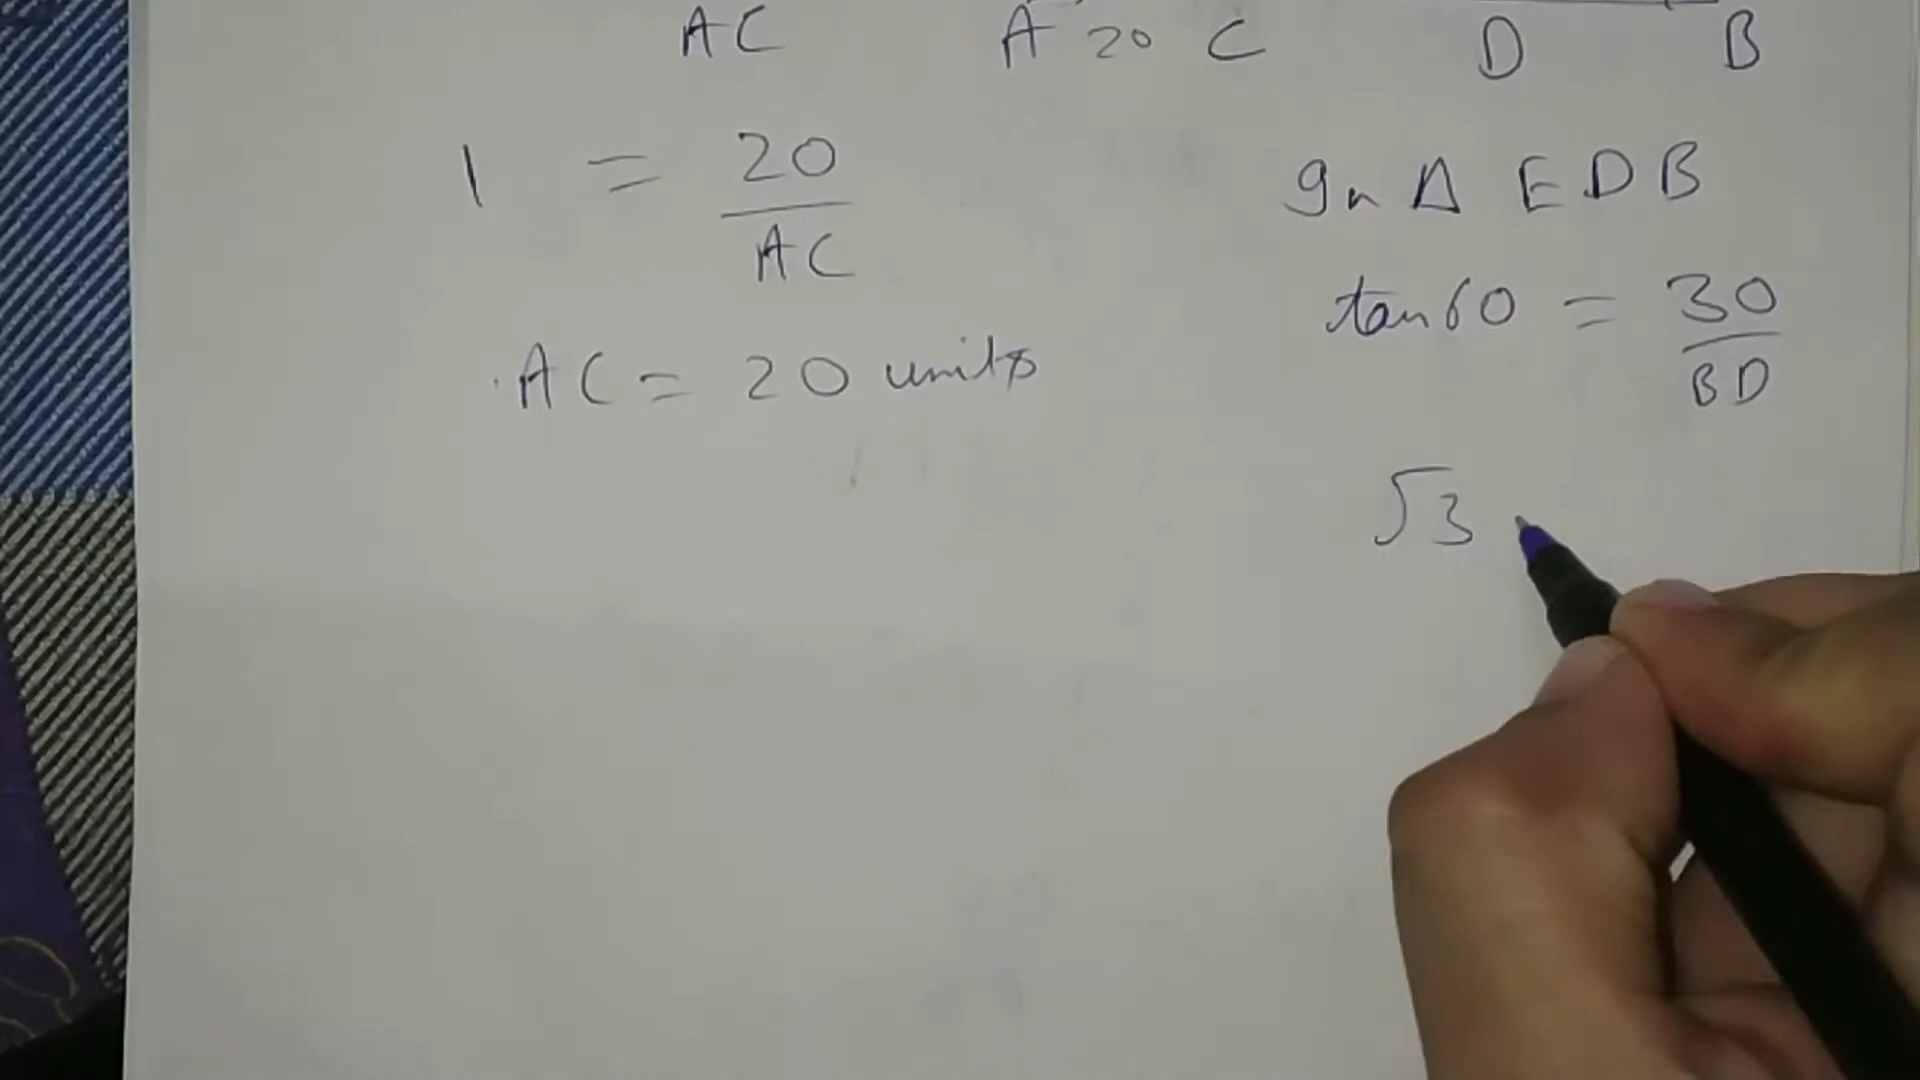 AC
A 20 C
D B
1 = 20/AC
AC = 20 units
In Δ EDB
tan 60 = 30/BD
√3